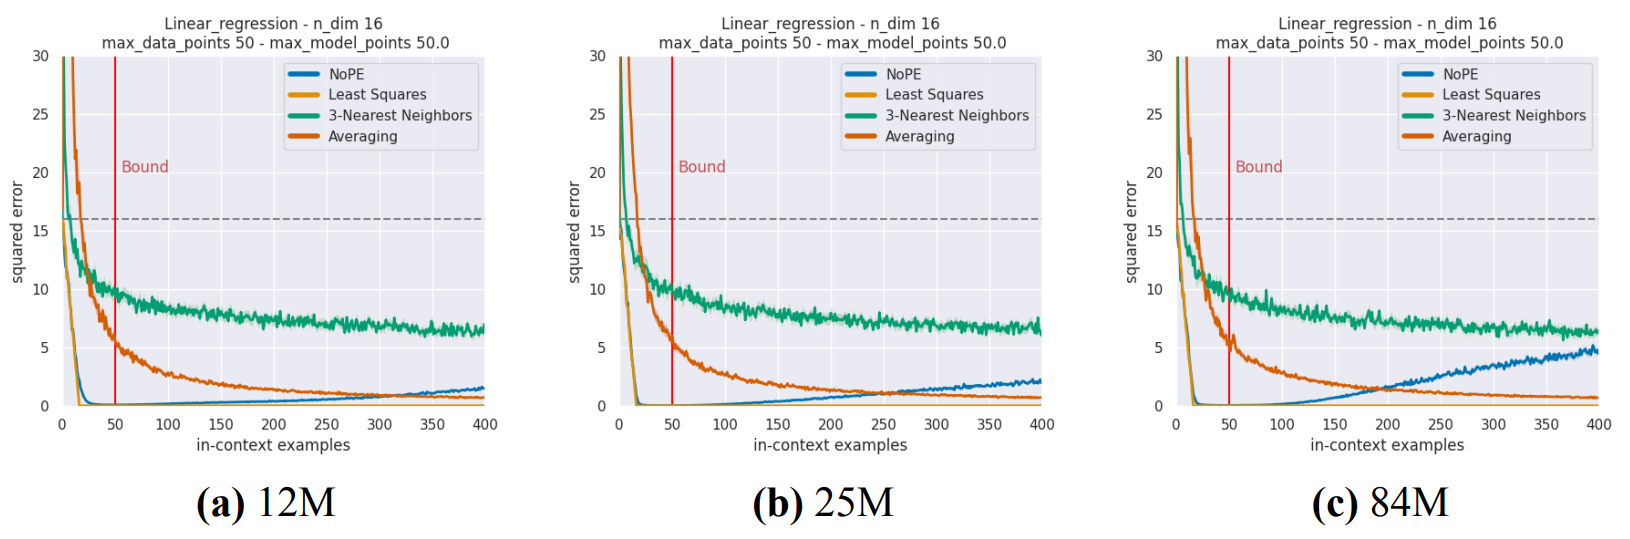 Linear_regression - n_dim 16
max_data_points 50 - max_model_points 50.0
30
25
20
15
10
5
0
squared error
NoPE
Least Squares
3-Nearest Neighbors
Averaging
Bound
0 50 100 150 200 250 300 350 400
in-context examples
(a) 12M
Linear_regression - n_dim 16
max_data_points 50 - max_model_points 50.0
30
25
20
15
10
5
0
squared error
NoPE
Least Squares
3-Nearest Neighbors
Averaging
Bound
0 50 100 150 200 250 300 350 400
in-context examples
(b) 25M
Linear_regression - n_dim 16
max_data_points 50 - max_model_points 50.0
30
25
20
15
10
5
0
squared error
NoPE
Least Squares
3-Nearest Neighbors
Averaging
Bound
0 50 100 150 200 250 300 350 400
in-context examples
(c) 84M